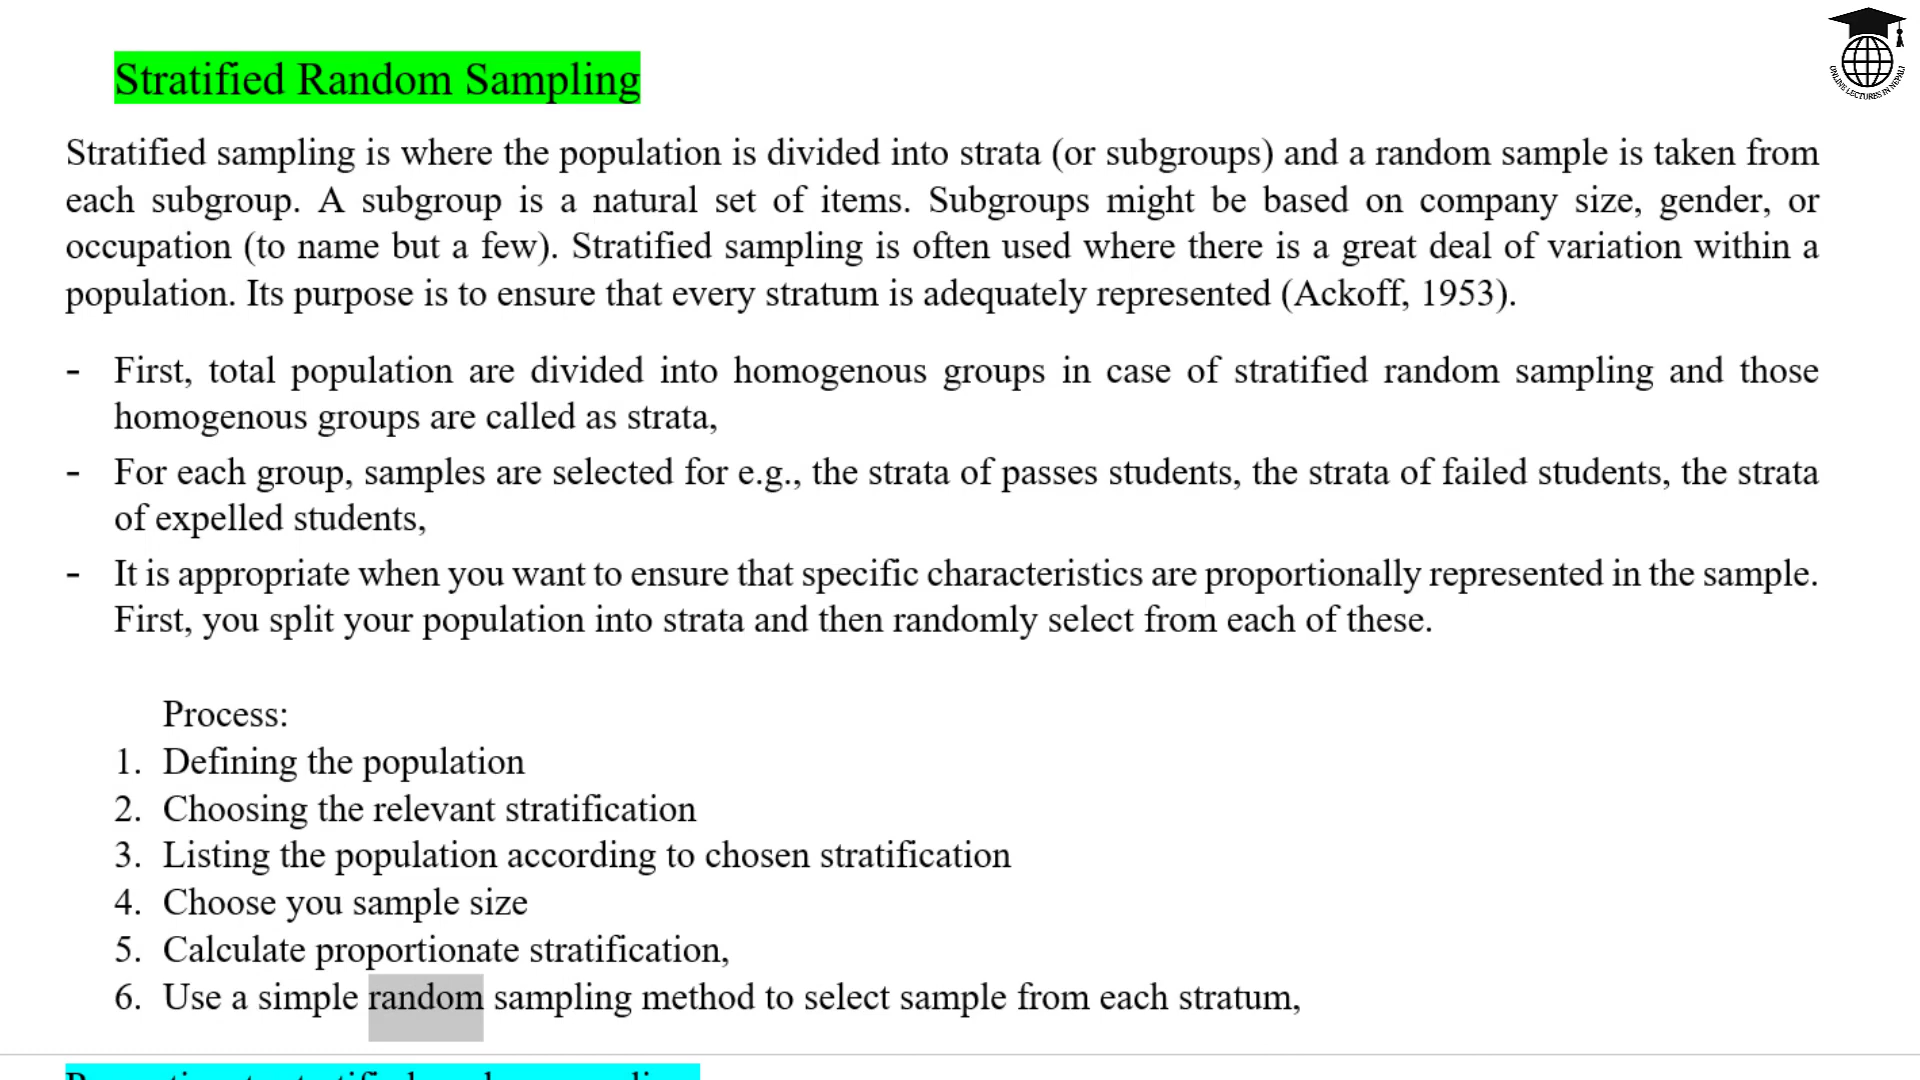 ONLINE LECTURES IN NEPALI
Stratified Random Sampling
Stratified sampling is where the population is divided into strata (or subgroups) and a random sample is taken from
each subgroup. A subgroup is a natural set of items. Subgroups might be based on company size, gender, or
occupation (to name but a few). Stratified sampling is often used where there is a great deal of variation within a
population. Its purpose is to ensure that every stratum is adequately represented (Ackoff, 1953).
- First, total population are divided into homogenous groups in case of stratified random sampling and those
homogenous groups are called as strata,
- For each group, samples are selected for e.g., the strata of passes students, the strata of failed students, the strata
of expelled students,
- It is appropriate when you want to ensure that specific characteristics are proportionally represented in the sample.
First, you split your population into strata and then randomly select from each of these.
Process:
1. Defining the population
2. Choosing the relevant stratification
3. Listing the population according to chosen stratification
4. Choose you sample size
5. Calculate proportionate stratification,
6. Use a simple random sampling method to select sample from each stratum,